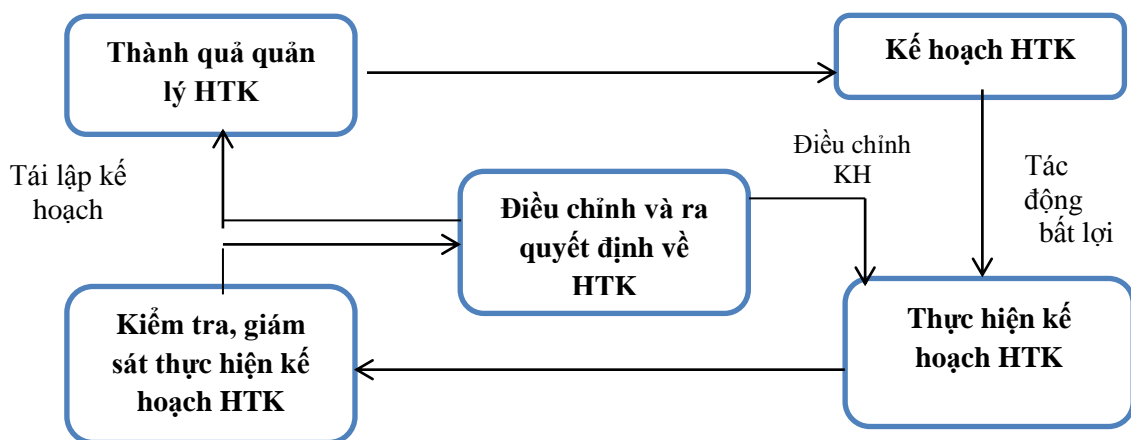 Thành quả quản
lý HTK
Kế hoạch HTK
Tái lập kế
hoạch
Điều chỉnh
KH
Tác
động
bất lợi
Điều chỉnh và ra
quyết định về
HTK
Kiểm tra, giám
sát thực hiện kế
hoạch HTK
Thực hiện kế
hoạch HTK